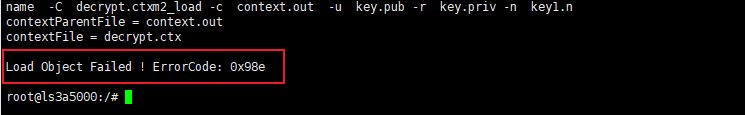 name  -C  decrypt.ctxm2_load -c  context.out  -u  key.pub -r  key.priv -n  key1.n
contextParentFile = context.out
contextFile = decrypt.ctx
Load Object Failed ! ErrorCode: 0x98e
root@ls3a5000:/#